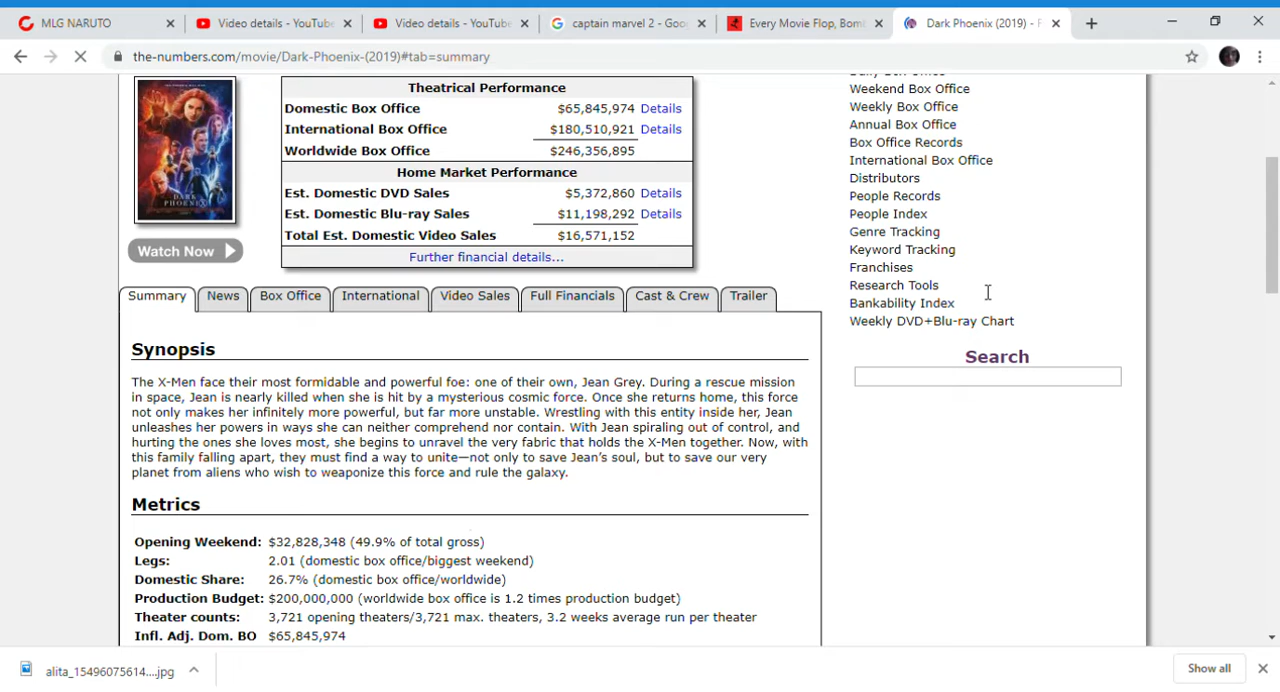 MLG NARUTO
Video details - YouTube
Video details - YouTube
captain marvel 2 - Goo
Every Movie Flop, Bomb
Dark Phoenix (2019) - F
the-numbers.com/movie/Dark-Phoenix-(2019)#tab=summary
DARK PHOENIX
Watch Now
Theatrical Performance
Domestic Box Office $65,845,974 Details
International Box Office $180,510,921 Details
Worldwide Box Office $246,356,895
Home Market Performance
Est. Domestic DVD Sales $5,372,860 Details
Est. Domestic Blu-ray Sales $11,198,292 Details
Total Est. Domestic Video Sales $16,571,152
Further financial details...
Daily Box Office
Weekend Box Office
Weekly Box Office
Annual Box Office
Box Office Records
International Box Office
Distributors
People Records
People Index
Genre Tracking
Keyword Tracking
Franchises
Research Tools
Bankability Index
Weekly DVD+Blu-ray Chart
Search
Summary News Box Office International Video Sales Full Financials Cast & Crew Trailer
Synopsis
The X-Men face their most formidable and powerful foe: one of their own, Jean Grey. During a rescue mission
in space, Jean is nearly killed when she is hit by a mysterious cosmic force. Once she returns home, this force
not only makes her infinitely more powerful, but far more unstable. Wrestling with this entity inside her, Jean
unleashes her powers in ways she can neither comprehend nor contain. With Jean spiraling out of control, and
hurting the ones she loves most, she begins to unravel the very fabric that holds the X-Men together. Now, with
this family falling apart, they must find a way to unite—not only to save Jean's soul, but to save our very
planet from aliens who wish to weaponize this force and rule the galaxy.
Metrics
Opening Weekend: $32,828,348 (49.9% of total gross)
Legs: 2.01 (domestic box office/biggest weekend)
Domestic Share: 26.7% (domestic box office/worldwide)
Production Budget: $200,000,000 (worldwide box office is 1.2 times production budget)
Theater counts: 3,721 opening theaters/3,721 max. theaters, 3.2 weeks average run per theater
Infl. Adj. Dom. BO $65,845,974
alita_15496075614....jpg
Show all